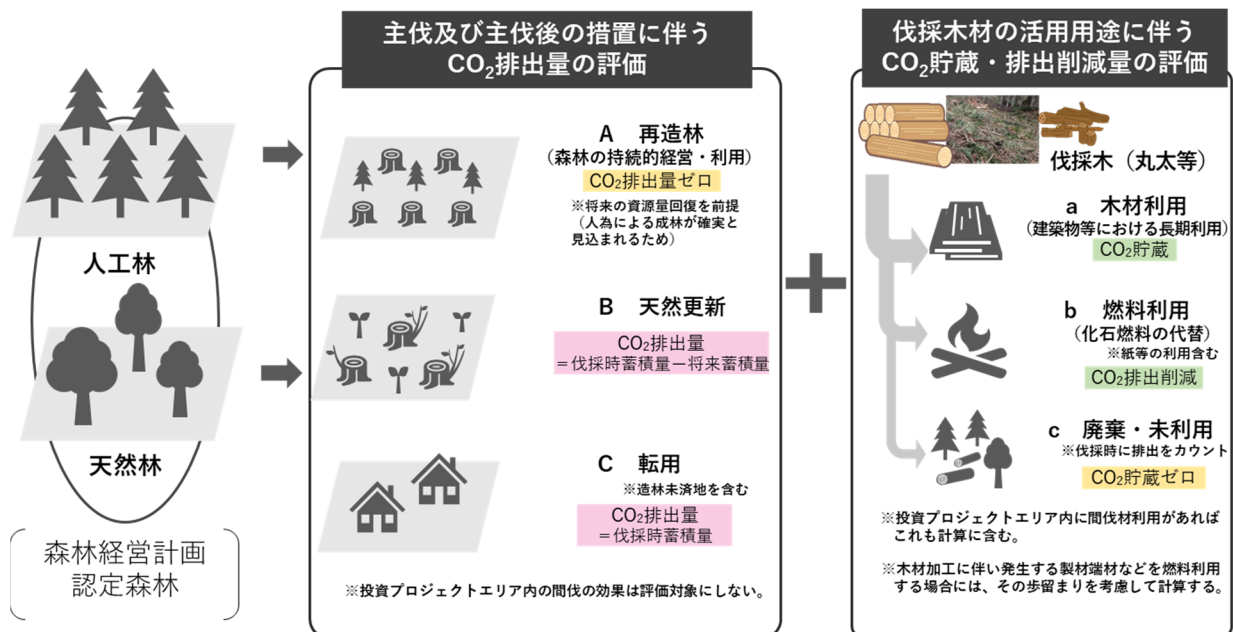 主伐及び主伐後の措置に伴う
CO₂排出量の評価
伐採木材の活用用途に伴う
CO₂貯蔵・排出削減量の評価
人工林
天然林
森林経営計画
認定森林
A　再造林
（森林の持続的経営・利用）
CO₂排出量ゼロ
※将来の資源量回復を前提
（人為による成林が確実と
見込まれるため）
B　天然更新
CO₂排出量
＝伐採時蓄積量－将来蓄積量
C　転用
※造林未済地を含む
CO₂排出量
＝伐採時蓄積量
※投資プロジェクトエリア内の間伐の効果は評価対象にしない。
＋
伐採木（丸太等）
a　木材利用
（建築物等における長期利用）
CO₂貯蔵
b　燃料利用
（化石燃料の代替）
※紙等の利用含む
CO₂排出削減
c　廃棄・未利用
※伐採時に排出をカウント
CO₂貯蔵ゼロ
※投資プロジェクトエリア内に間伐材利用があれば
これも計算に含む。
※木材加工に伴い発生する製材端材などを燃料利用
する場合には、その歩留まりを考慮して計算する。